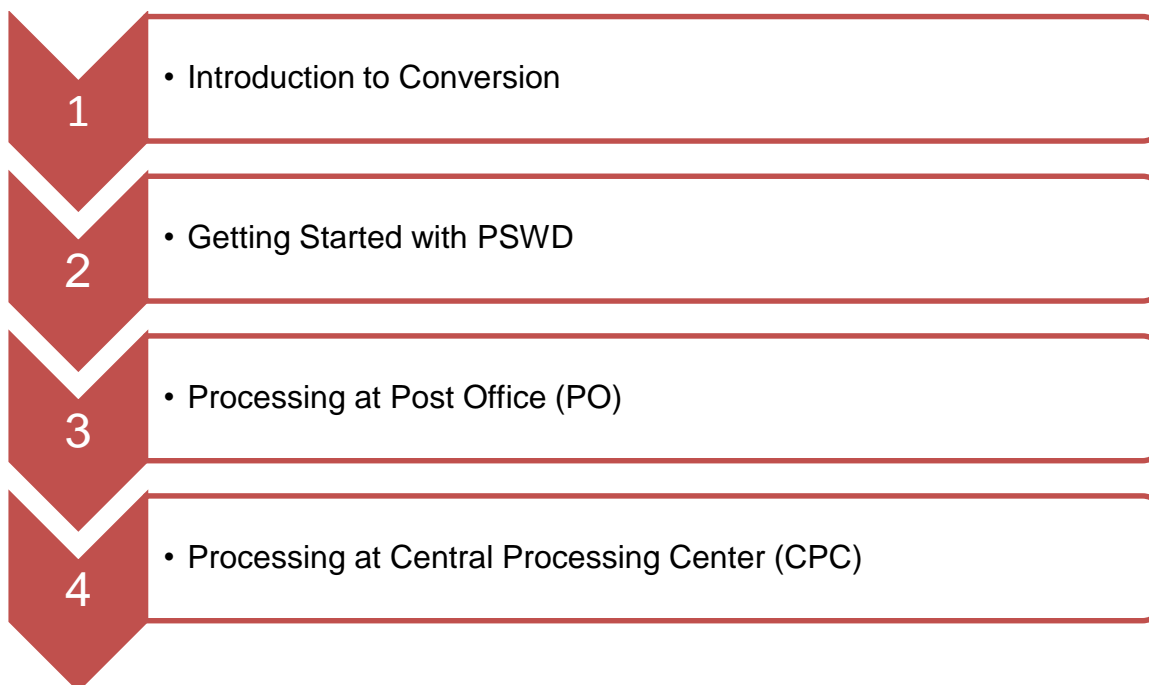 1
• Introduction to Conversion
2
• Getting Started with PSWD
3
• Processing at Post Office (PO)
4
• Processing at Central Processing Center (CPC)